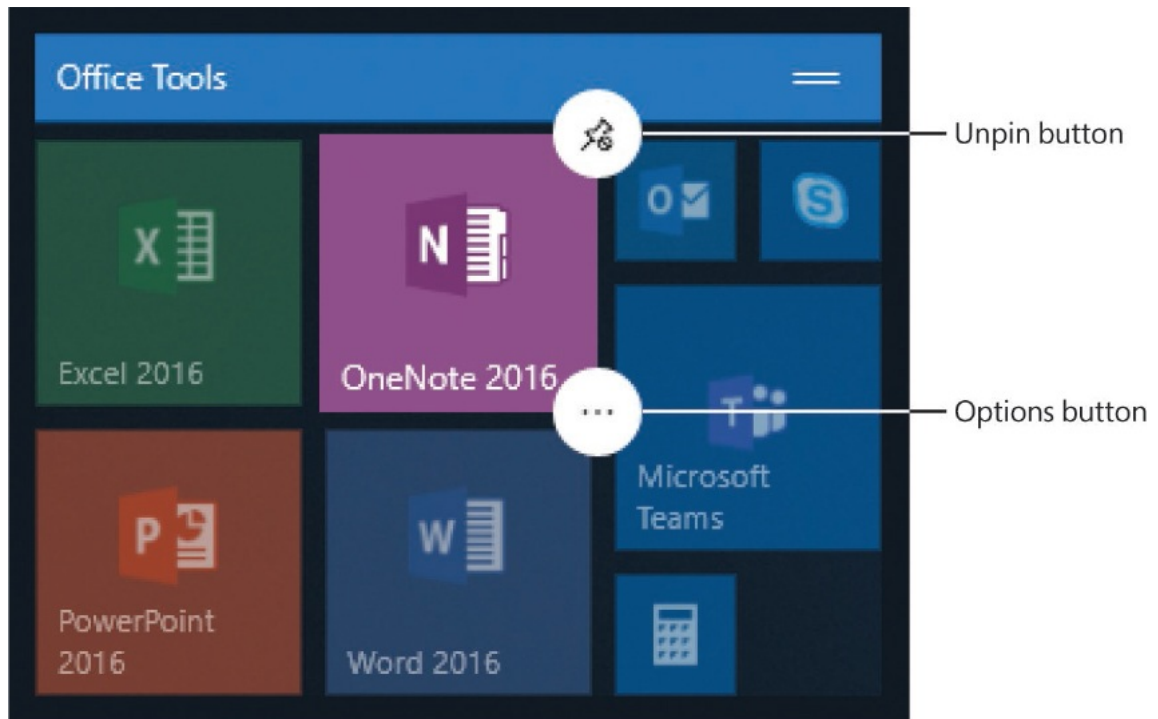 Office Tools
Unpin button
Excel 2016
OneNote 2016
Options button
Microsoft
Teams
PowerPoint
2016
Word 2016